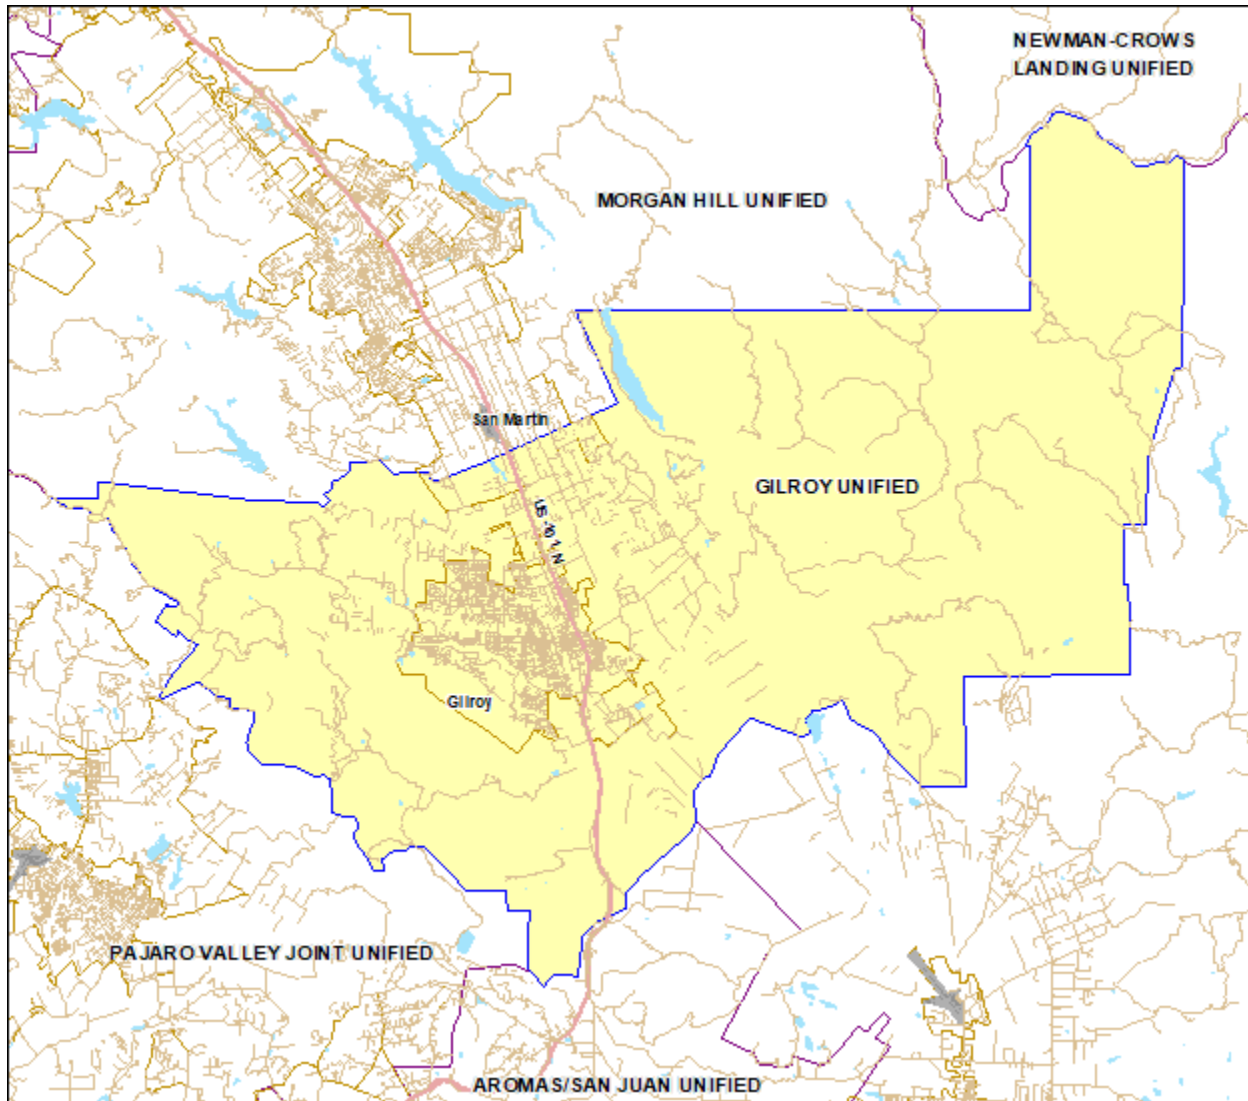 NEWMAN-CROWS
LANDING UNIFIED
MORGAN HILL UNIFIED
San Martin
GILROY UNIFIED
US-101 N
Gilroy
PAJARO VALLEY JOINT UNIFIED
AROMAS/SAN JUAN UNIFIED